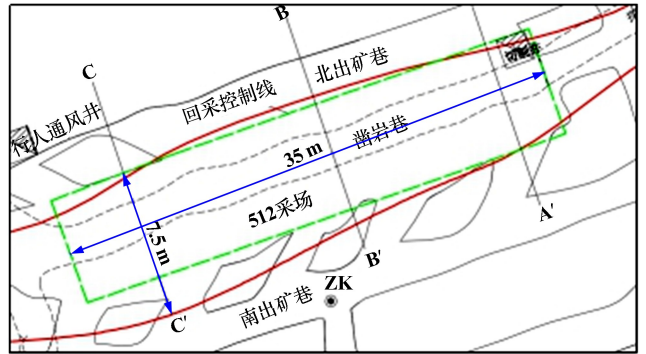 B
C
北出矿巷
回采控制线
行人通风井
凿岩巷
35 m
512采场
7.5 m
A'
B'
ZK
C'
南出矿巷